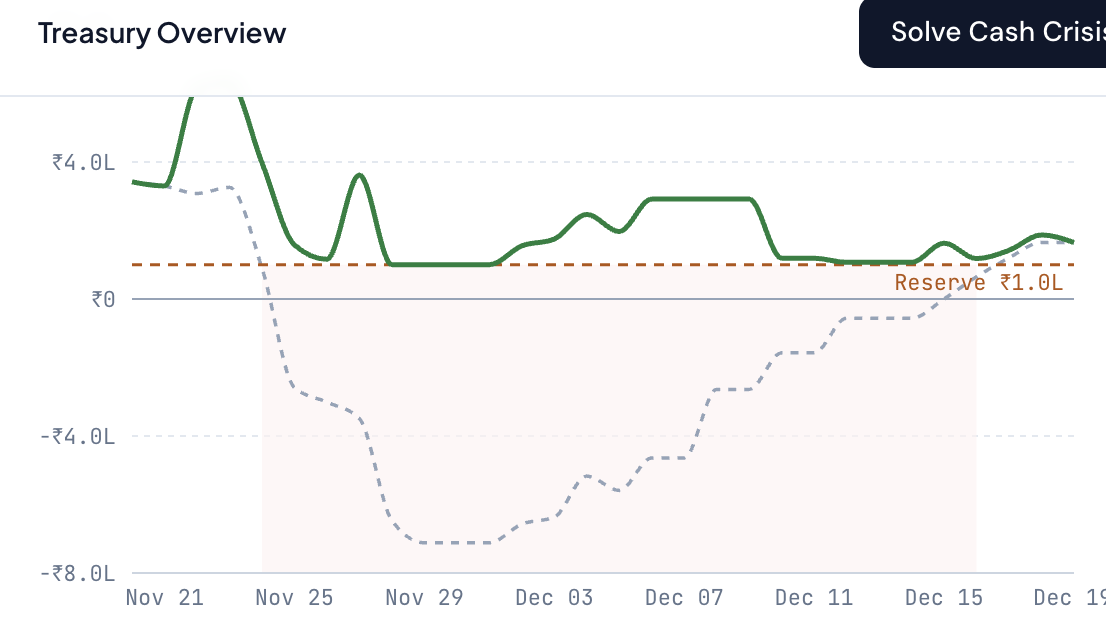 Treasury Overview
Solve Cash Crisis
₹4.0L
Reserve ₹1.0L
₹0
-₹4.0L
-₹8.0L
Nov 21 Nov 25 Nov 29 Dec 03 Dec 07 Dec 11 Dec 15 Dec 19